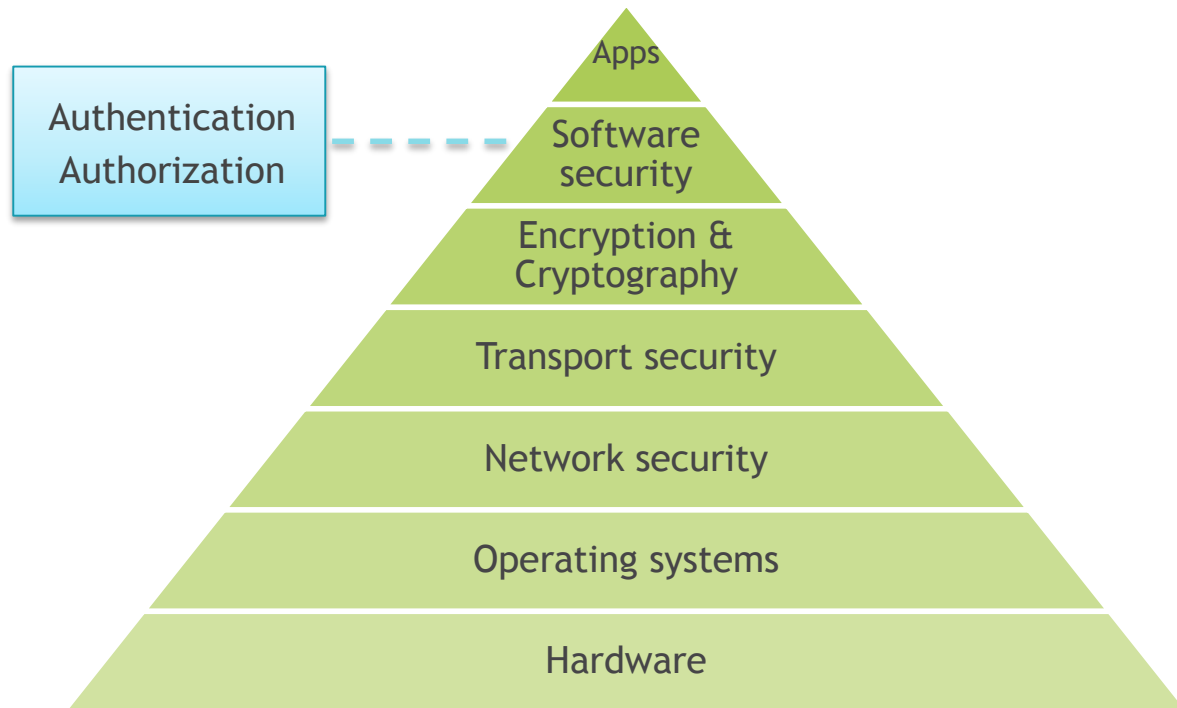 Apps
Authentication
Authorization
Software
security
Encryption &
Cryptography
Transport security
Network security
Operating systems
Hardware